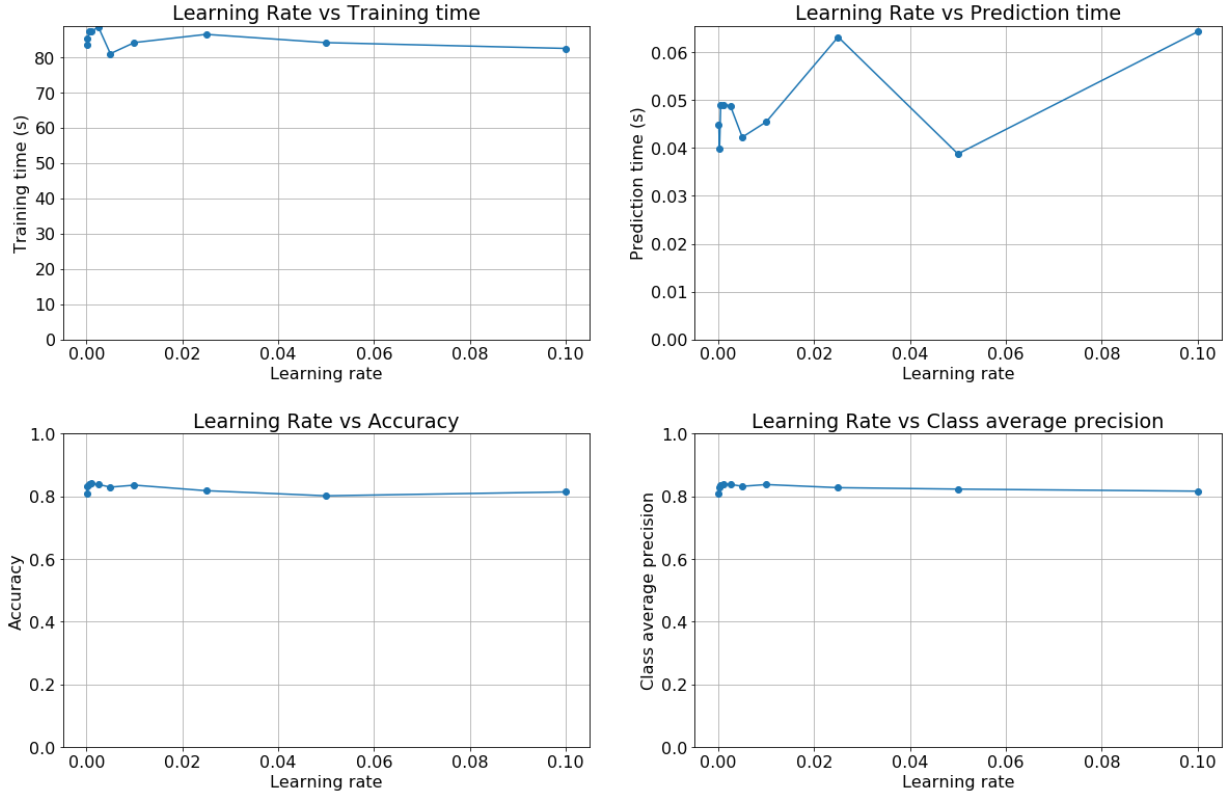 Learning Rate vs Training time
Training time (s)
80
70
60
50
40
30
20
10
0
0.00 0.02 0.04 0.06 0.08 0.10
Learning rate
Learning Rate vs Prediction time
Prediction time (s)
0.06
0.05
0.04
0.03
0.02
0.01
0.00
0.00 0.02 0.04 0.06 0.08 0.10
Learning rate
Learning Rate vs Accuracy
Accuracy
1.0
0.8
0.6
0.4
0.2
0.0
0.00 0.02 0.04 0.06 0.08 0.10
Learning rate
Learning Rate vs Class average precision
Class average precision
1.0
0.8
0.6
0.4
0.2
0.0
0.00 0.02 0.04 0.06 0.08 0.10
Learning rate